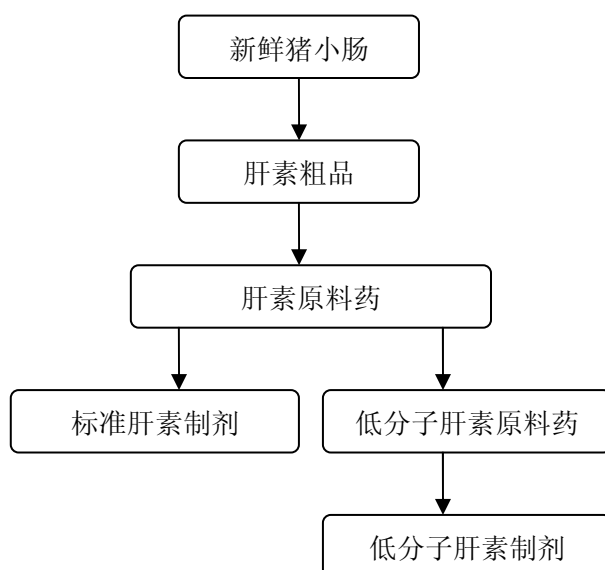 新鲜猪小肠
肝素粗品
肝素原料药
标准肝素制剂
低分子肝素原料药
低分子肝素制剂